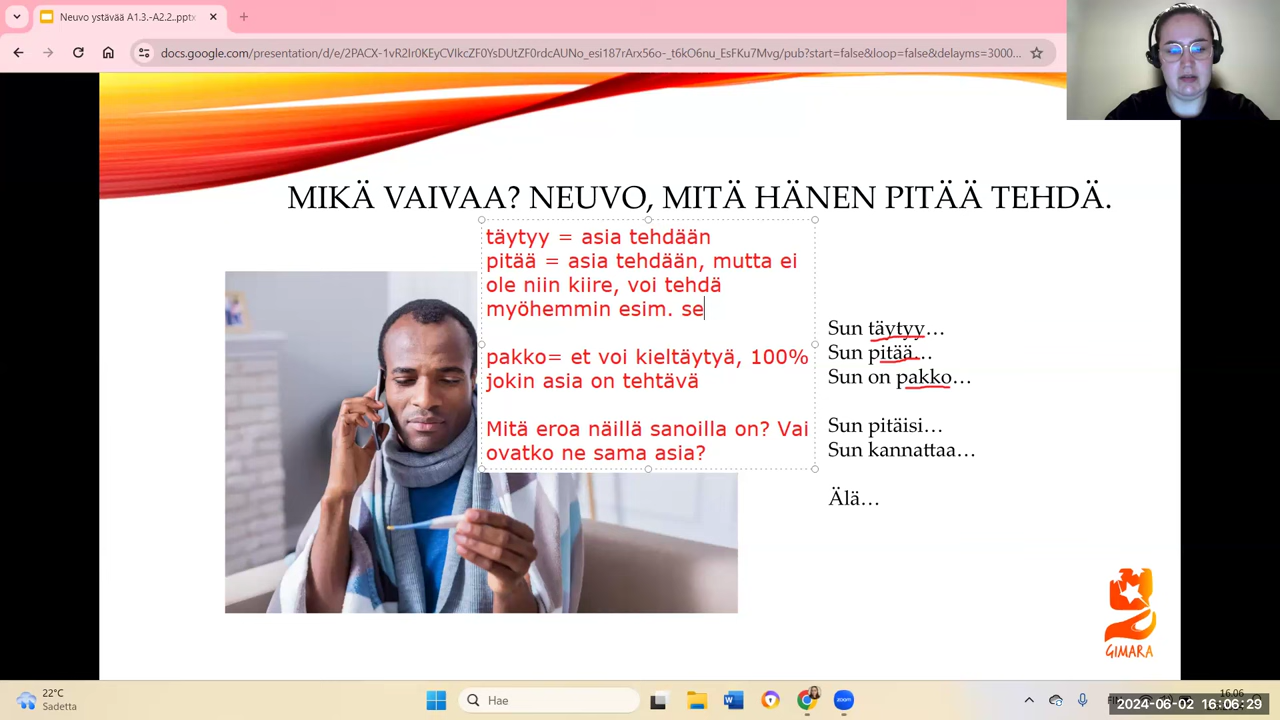 Neuvo ystävää A1.3.-A2.2..pptx
docs.google.com/presentation/d/e/2PACX-1vR2Ir0KEyCVIkcZF0YsDUtZF0rdcAUNo_esi187rArx56o-_t6kO6nu_EsFKu7Mvg/pub?start=false&loop=false&delayms=3000...
MIKÄ VAIVAA? NEUVO, MITÄ HÄNEN PITÄÄ TEHDÄ.
täytyy = asia tehdään
pitää = asia tehdään, mutta ei
ole niin kiire, voi tehdä
myöhemmin esim. se
pakko= et voi kieltäytyä, 100%
jokin asia on tehtävä
Mitä eroa näillä sanoilla on? Vai
ovatko ne sama asia?
Sun täytyy...
Sun pitää...
Sun on pakko...
Sun pitäisi...
Sun kannattaa...
Älä...
GIMARA
22°C
Sadetta
Hae
16.06
2024-06-02 16:06:29